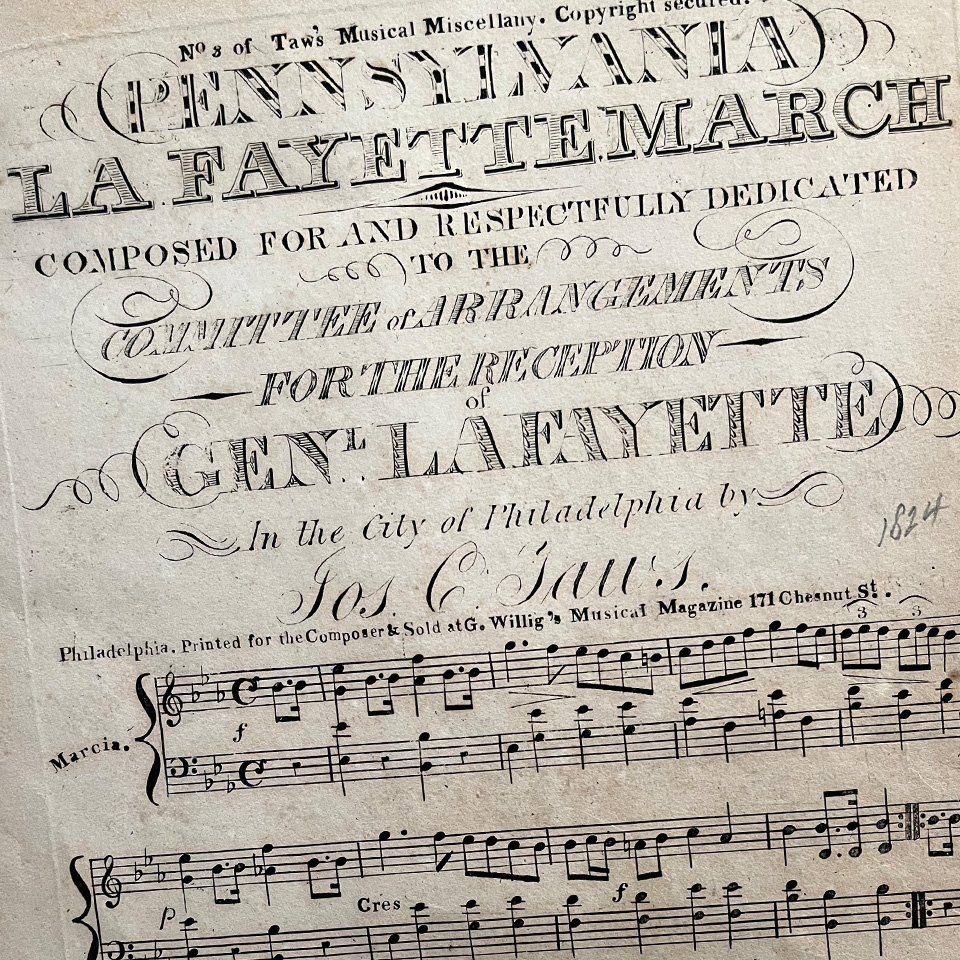 No 3 of Taw's Musical Miscellany. Copyright secured.
PENNSYLVANIA
LA FAYETTE MARCH
COMPOSED FOR AND RESPECTFULLY DEDICATED
TO THE
COMMITTEE of ARRANGEMENTS
FOR THE RECEPTION
of
GENL. LAFAYETTE
In the City of Philadelphia by
1824
Jos. C. Taws.
Philadelphia. Printed for the Composer & Sold at G. Willig's Musical Magazine 171 Chesnut St.
3 3
f
Marcia.
p Cres f